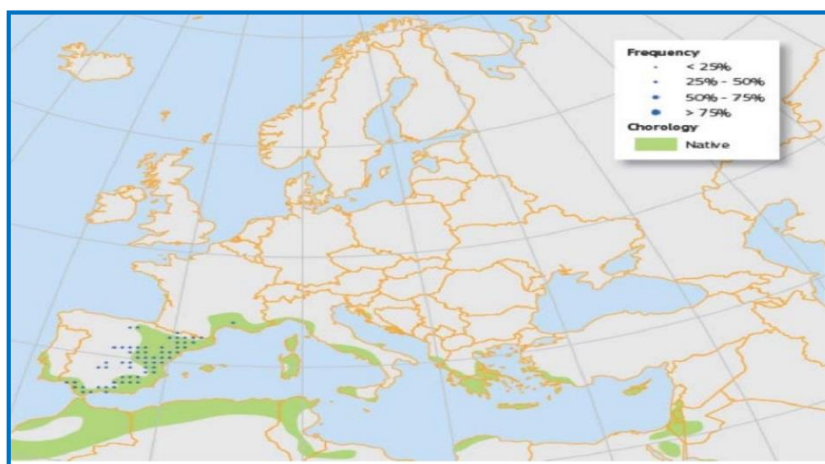 Frequency
< 25%
25% - 50%
50% - 75%
> 75%
Chorology
Native